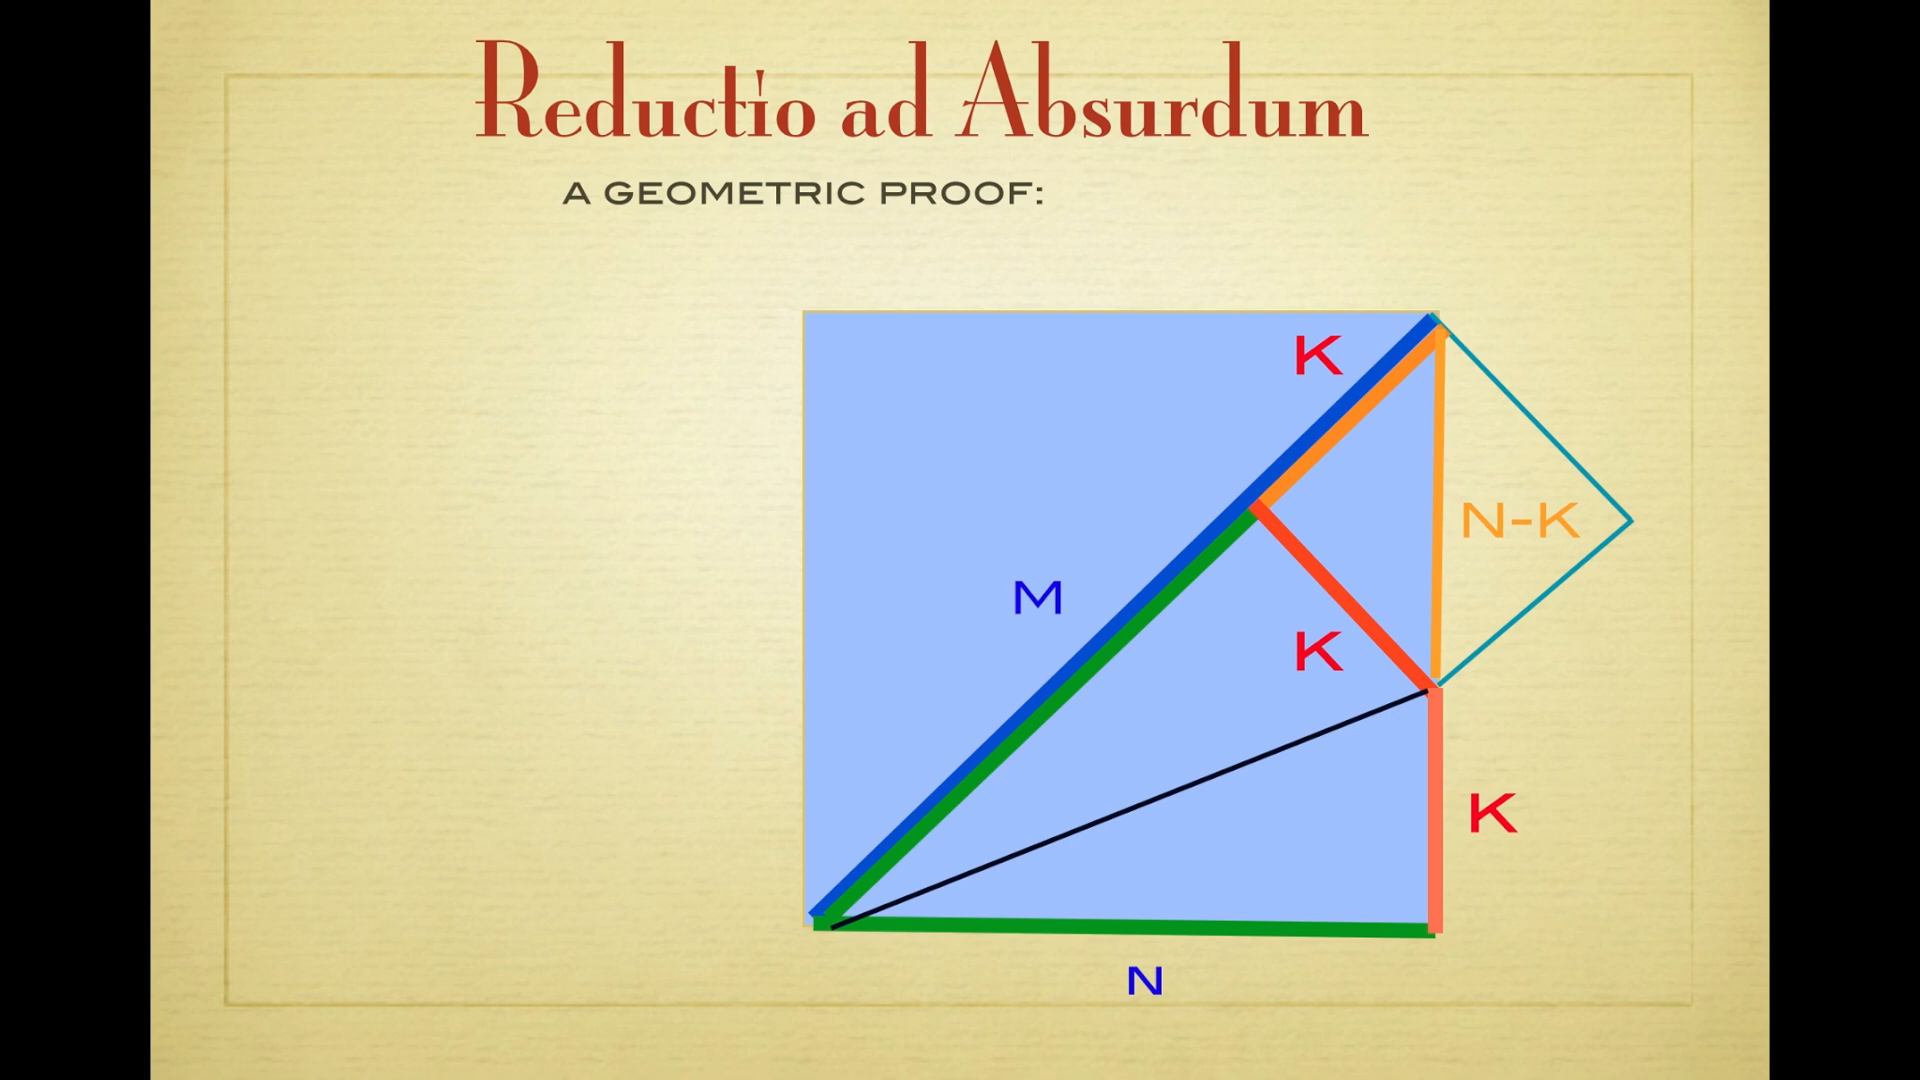 Reductio ad Absurdum
A GEOMETRIC PROOF:
K
N-K
M
K
K
N